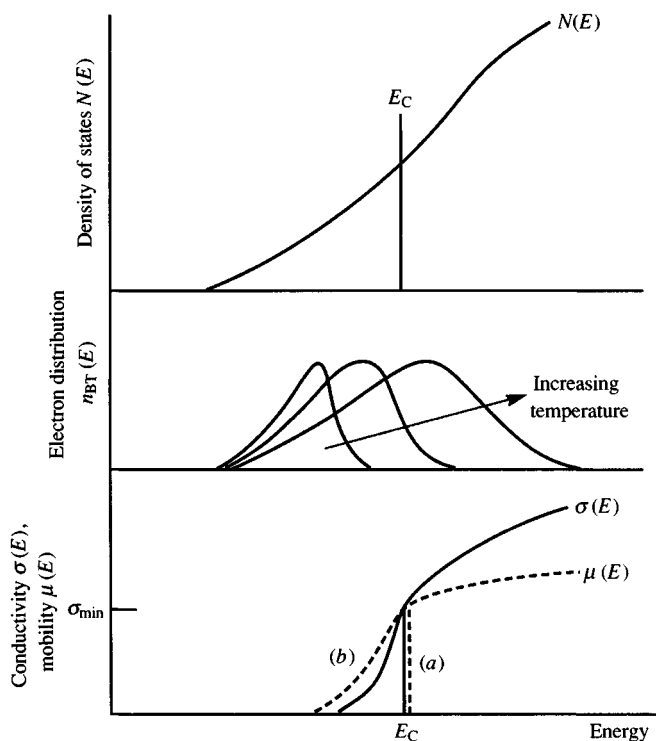 Density of states N(E)
N(E)
E_C
Electron distribution
n_BT(E)
Increasing
temperature
Conductivity σ(E),
mobility μ(E)
σ(E)
μ(E)
σ_min
(b)
(a)
E_C
Energy